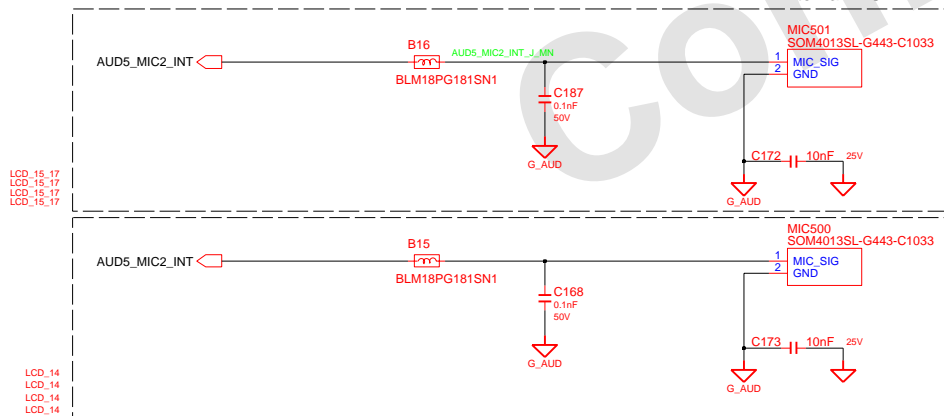 MIC501
SOM4013SL-G443-C1033
B16
AUD5_MIC2_INT_J_MN
AUD5_MIC2_INT
1
MIC_SIG
2
GND
BLM18PG181SN1
C187
0.1nF
50V
G_AUD
C172
10nF
25V
G_AUD
LCD_15_17
LCD_15_17
LCD_15_17
LCD_15_17
MIC500
SOM4013SL-G443-C1033
B15
AUD5_MIC2_INT
1
MIC_SIG
2
GND
BLM18PG181SN1
C168
0.1nF
50V
G_AUD
C173
10nF
25V
G_AUD
LCD_14
LCD_14
LCD_14
LCD_14